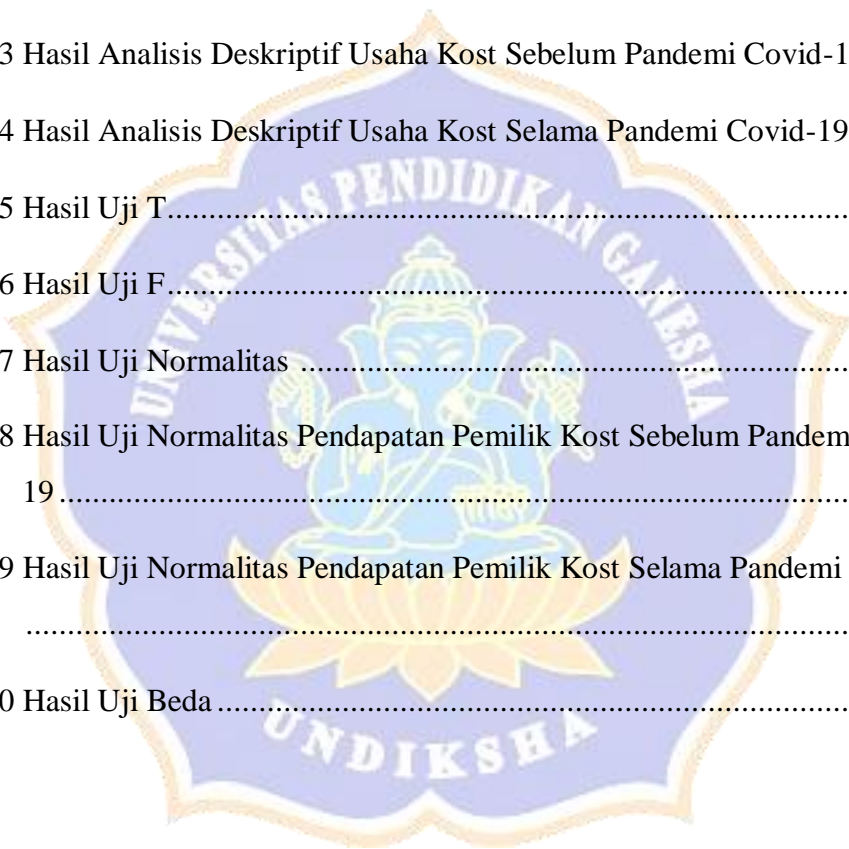 3 Hasil Analisis Deskriptif Usaha Kost Sebelum Pandemi Covid-1
4 Hasil Analisis Deskriptif Usaha Kost Selama Pandemi Covid-19
5 Hasil Uji T....................................................................................
6 Hasil Uji F....................................................................................
7 Hasil Uji Normalitas ....................................................................
8 Hasil Uji Normalitas Pendapatan Pemilik Kost Sebelum Pandem
19 ..................................................................................................
9 Hasil Uji Normalitas Pendapatan Pemilik Kost Selama Pandemi
......................................................................................................
0 Hasil Uji Beda ..............................................................................
UNIVERSITAS PENDIDIKAN GANESHA
UNDIKSHA